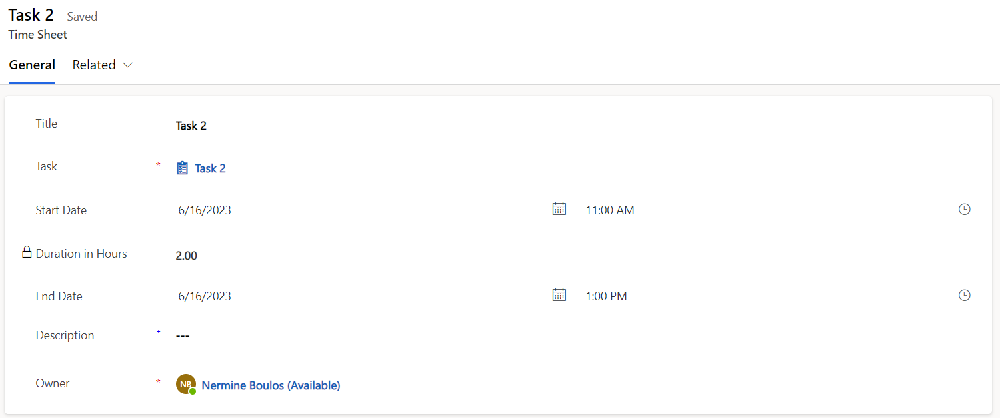 Task 2 - Saved
Time Sheet
General Related
Title Task 2
Task * Task 2
Start Date 6/16/2023 11:00 AM
Duration in Hours 2.00
End Date 6/16/2023 1:00 PM
Description + ---
Owner * NB Nermine Boulos (Available)